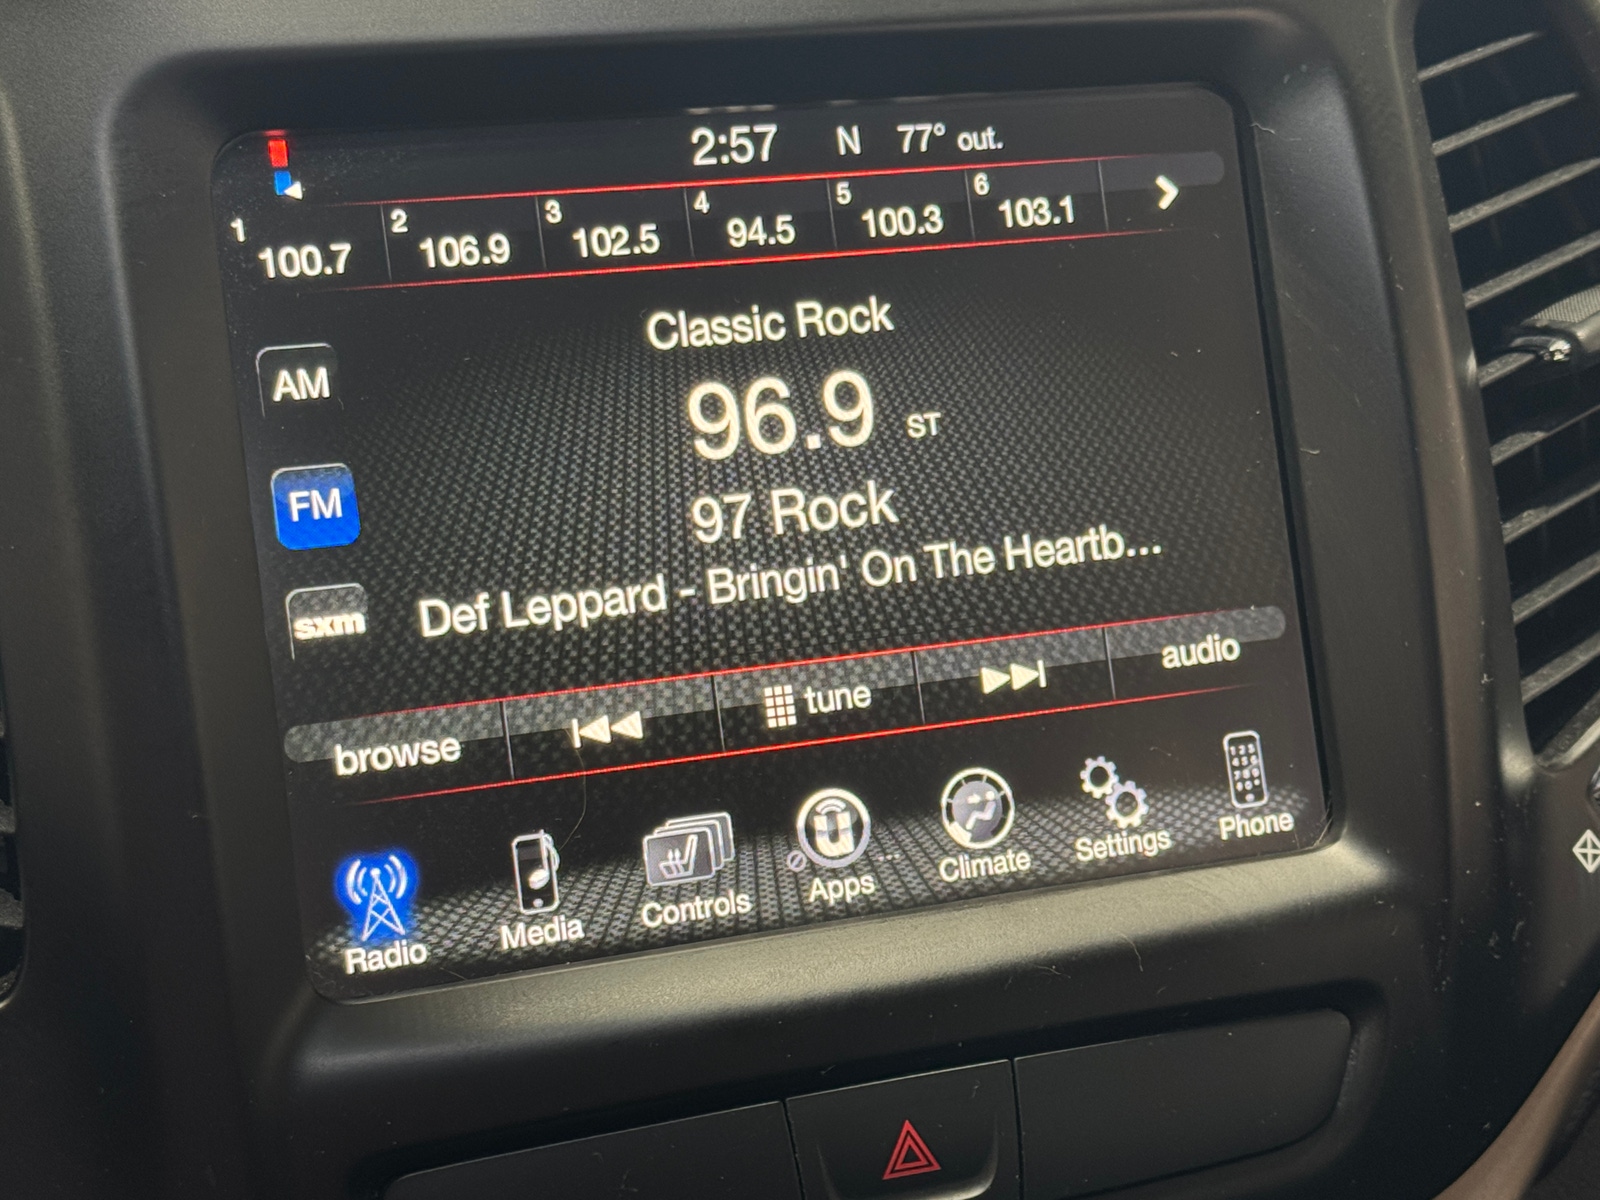 2:57 N 77° out.
1 100.7 2 106.9 3 102.5 4 94.5 5 100.3 6 103.1
Classic Rock
AM
96.9 ST
FM
97 Rock
sxm
Def Leppard - Bringin' On The Heartb...
browse tune audio
Radio Media Controls Apps Climate Settings Phone